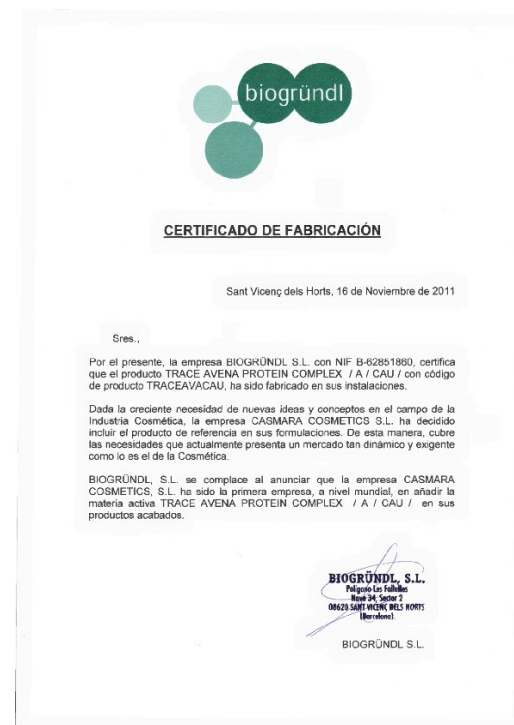 biogründl
CERTIFICADO DE FABRICACIÓN
Sant Vicenç dels Horts, 16 de Noviembre de 2011
Sres.,
Por el presente, la empresa BIOGRÜNDL S.L. con NIF B-62851860, certifica
que el producto TRACE AVENA PROTEIN COMPLEX / A / CAU / con código
de producto TRACEAVACAU, ha sido fabricado en sus instalaciones.
Dada la creciente necesidad de nuevas ideas y conceptos en el campo de la
Industria Cosmética, la empresa CASMARA COSMETICS S.L. ha decidido
incluir el producto de referencia en sus formulaciones. De esta manera, cubre
las necesidades que actualmente presenta un mercado tan dinámico y exigente
como lo es el de la Cosmética.
BIOGRÜNDL, S.L. se complace al anunciar que la empresa CASMARA
COSMETICS, S.L. ha sido la primera empresa, a nivel mundial, en añadir la
materia activa TRACE AVENA PROTEIN COMPLEX / A / CAU / en sus
productos acabados.
BIOGRÜNDL, S.L.
Polígono Les Fallulles
Nave 34, Sector 2
08620 SANT VICENÇ DELS HORTS
(Barcelona).
BIOGRÜNDL S.L.